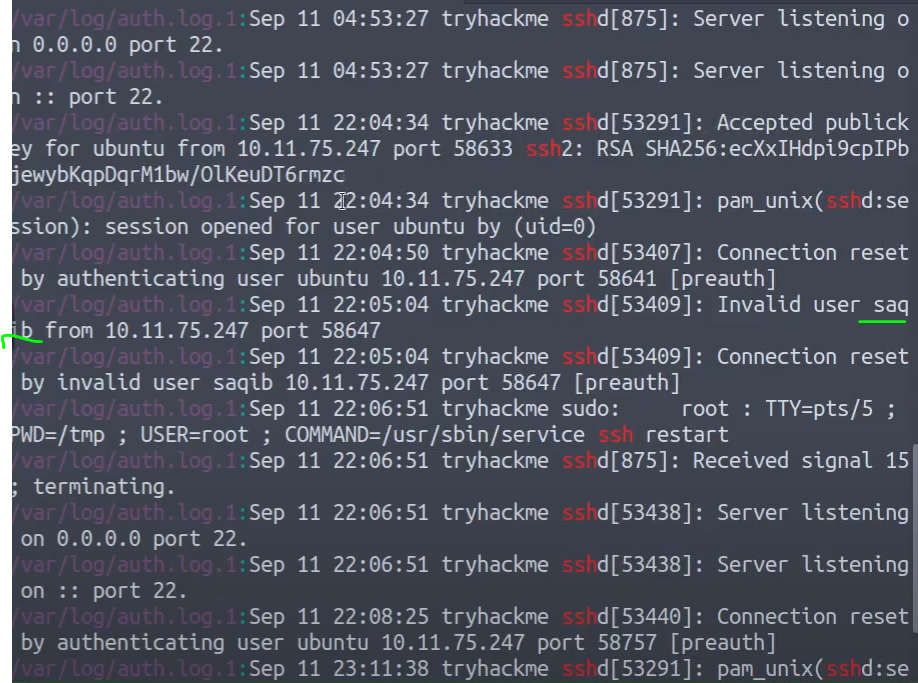 /var/log/auth.log.1:Sep 11 04:53:27 tryhackme sshd[875]: Server listening o
n 0.0.0.0 port 22.
/var/log/auth.log.1:Sep 11 04:53:27 tryhackme sshd[875]: Server listening o
n :: port 22.
/var/log/auth.log.1:Sep 11 22:04:34 tryhackme sshd[53291]: Accepted publick
ey for ubuntu from 10.11.75.247 port 58633 ssh2: RSA SHA256:ecXxIHdpi9cpIPb
jewybKqpDqrM1bw/OlKeuDT6rmzc
/var/log/auth.log.1:Sep 11 22:04:34 tryhackme sshd[53291]: pam_unix(sshd:se
ssion): session opened for user ubuntu by (uid=0)
/var/log/auth.log.1:Sep 11 22:04:50 tryhackme sshd[53407]: Connection reset
by authenticating user ubuntu 10.11.75.247 port 58641 [preauth]
/var/log/auth.log.1:Sep 11 22:05:04 tryhackme sshd[53409]: Invalid user saq
ib from 10.11.75.247 port 58647
/var/log/auth.log.1:Sep 11 22:05:04 tryhackme sshd[53409]: Connection reset
by invalid user saqib 10.11.75.247 port 58647 [preauth]
/var/log/auth.log.1:Sep 11 22:06:51 tryhackme sudo:     root : TTY=pts/5 ;
PWD=/tmp ; USER=root ; COMMAND=/usr/sbin/service ssh restart
/var/log/auth.log.1:Sep 11 22:06:51 tryhackme sshd[875]: Received signal 15
; terminating.
/var/log/auth.log.1:Sep 11 22:06:51 tryhackme sshd[53438]: Server listening
on 0.0.0.0 port 22.
/var/log/auth.log.1:Sep 11 22:06:51 tryhackme sshd[53438]: Server listening
on :: port 22.
/var/log/auth.log.1:Sep 11 22:08:25 tryhackme sshd[53440]: Connection reset
by authenticating user ubuntu 10.11.75.247 port 58757 [preauth]
/var/log/auth.log.1:Sep 11 23:11:38 tryhackme sshd[53291]: pam_unix(sshd:se